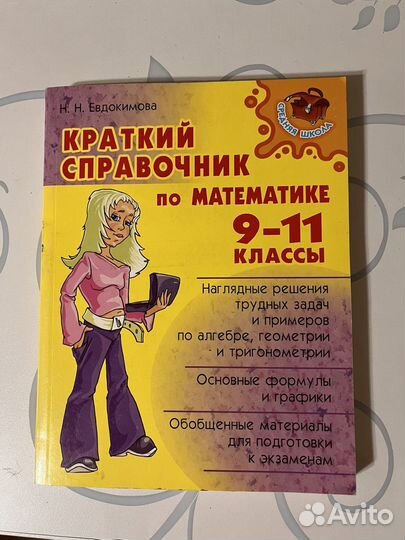 Н. Н. Евдокимова
СРЕДНЯЯ ШКОЛА
КРАТКИЙ
СПРАВОЧНИК
ПО МАТЕМАТИКЕ
9–11
КЛАССЫ
Наглядные решения
трудных задач
и примеров
по алгебре, геометрии
и тригонометрии
Основные формулы
и графики
Обобщенные материалы
для подготовки
к экзаменам
Avito